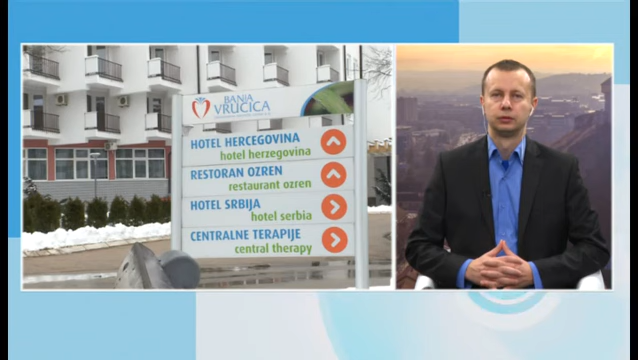 BANJA
VRUĆICA
HOTEL HERCEGOVINA
hotel herzegovina
RESTORAN OZREN
restaurant ozren
HOTEL SRBIJA
hotel serbia
CENTRALNE TERAPIJE
central therapy